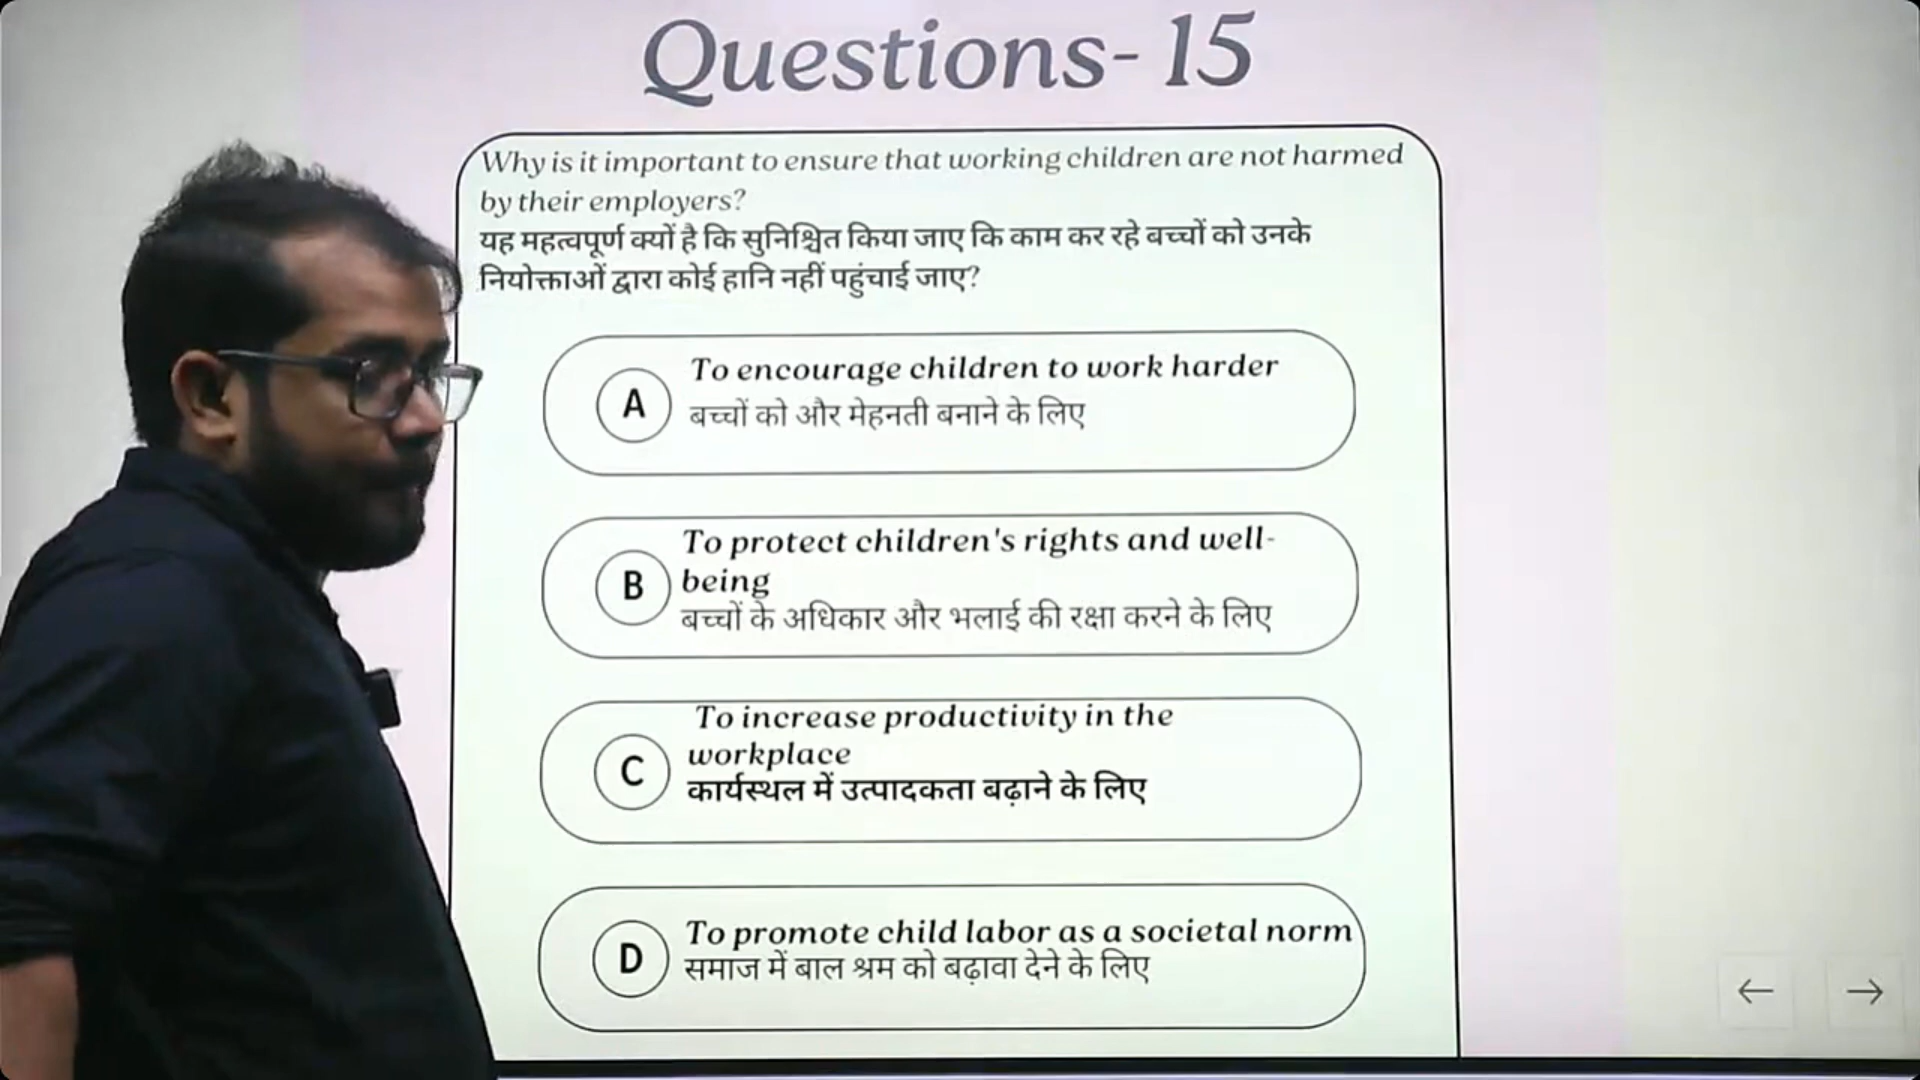 Questions- 15
Why is it important to ensure that working children are not harmed
by their employers?
यह महत्वपूर्ण क्यों है कि सुनिश्चित किया जाए कि काम कर रहे बच्चों को उनके
नियोक्ताओं द्वारा कोई हानि नहीं पहुंचाई जाए?
A
To encourage children to work harder
बच्चों को और मेहनती बनाने के लिए
B
To protect children's rights and well-
being
बच्चों के अधिकार और भलाई की रक्षा करने के लिए
C
To increase productivity in the
workplace
कार्यस्थल में उत्पादकता बढ़ाने के लिए
D
To promote child labor as a societal norm
समाज में बाल श्रम को बढ़ावा देने के लिए